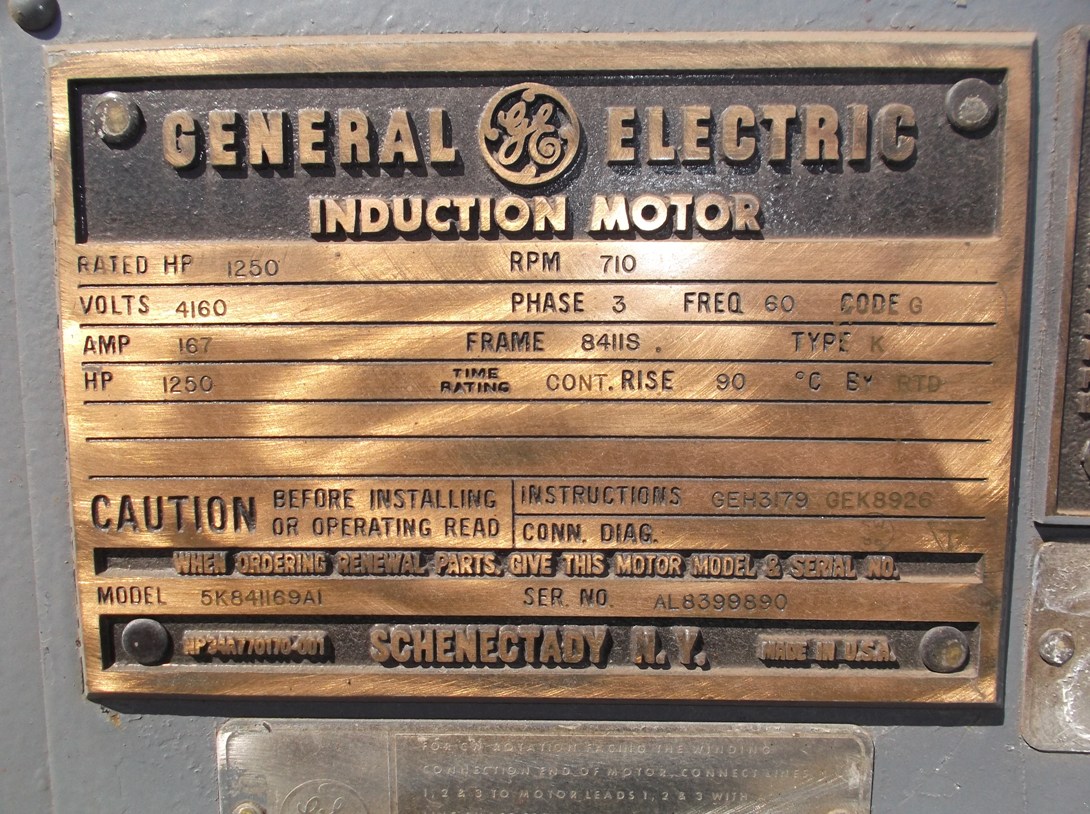 GENERAL GE ELECTRIC
INDUCTION MOTOR
RATED HP 1250 RPM 710
VOLTS 4160 PHASE 3 FREQ 60 CODE G
AMP 167 FRAME 8411S TYPE K
HP 1250 TIME RATING CONT. RISE 90 °C BY RTD
CAUTION BEFORE INSTALLING OR OPERATING READ
INSTRUCTIONS GEH3179 GEK8926
CONN. DIAG.
WHEN ORDERING RENEWAL PARTS, GIVE THIS MOTOR MODEL & SERIAL NO.
MODEL 5K841169A1 SER. NO. AL8399890
NP34A770170-001 SCHENECTADY N.Y. MADE IN U.S.A.
FOR CW ROTATION FACING THE WINDING
CONNECTION END OF MOTOR, CONNECT LINES
1, 2 & 3 TO MOTOR LEADS 1, 2 & 3 WITH